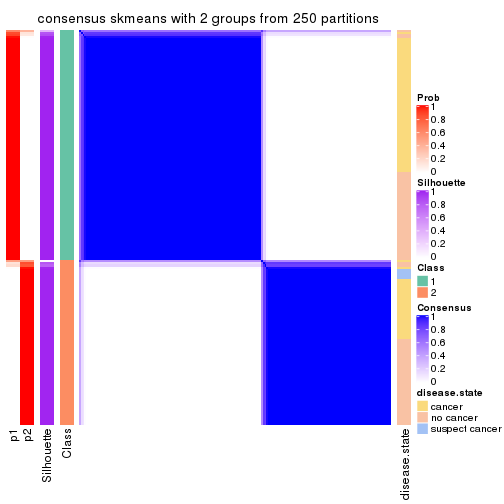 consensus skmeans with 2 groups from 250 partitions
Prob
1
0.8
0.6
0.4
0.2
0
Silhouette
1
0.8
0.6
0.4
0.2
0
Class
1
2
Consensus
1
0.8
0.6
0.4
0.2
0
disease.state
cancer
no cancer
suspect cancer
p1
p2
Silhouette
Class
disease.state